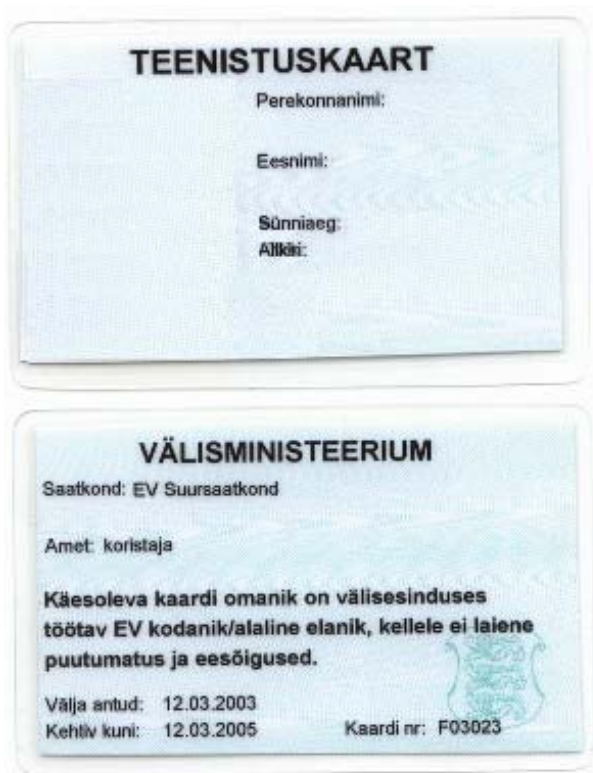 TEENISTUSKAART
Perekonnanimi:
Eesnimi:
Sünniaeg:
Allkiri:
VÄLISMINISTEERIUM
Saatkond: EV Suursaatkond
Amet: koristaja
Käesoleva kaardi omanik on välisesinduses
töötav EV kodanik/alaline elanik, kellele ei laiene
puutumatus ja eesõigused.
Välja antud: 12.03.2003
Kehtiv kuni: 12.03.2005 Kaardi nr: F03023